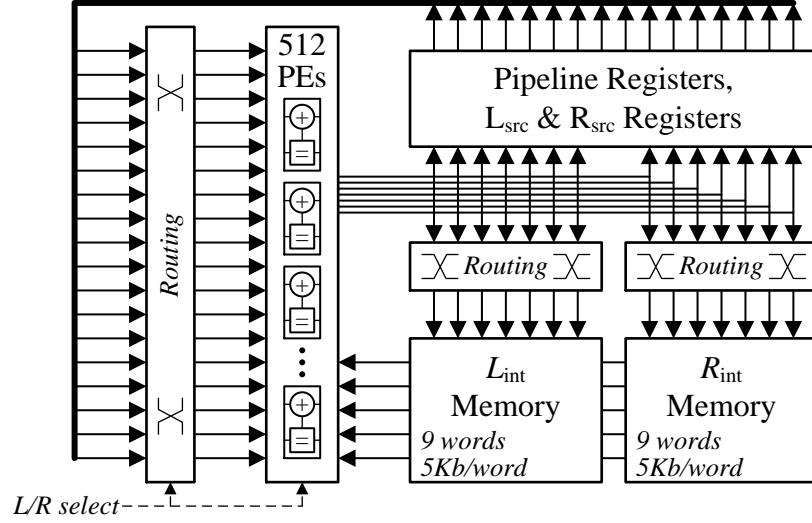 512
PEs
Pipeline Registers,
Lsrc & Rsrc Registers
+
=
+
=
+
=
+
=
Routing
Routing
Routing
Lint
Memory
9 words
5Kb/word
Rint
Memory
9 words
5Kb/word
L/R select